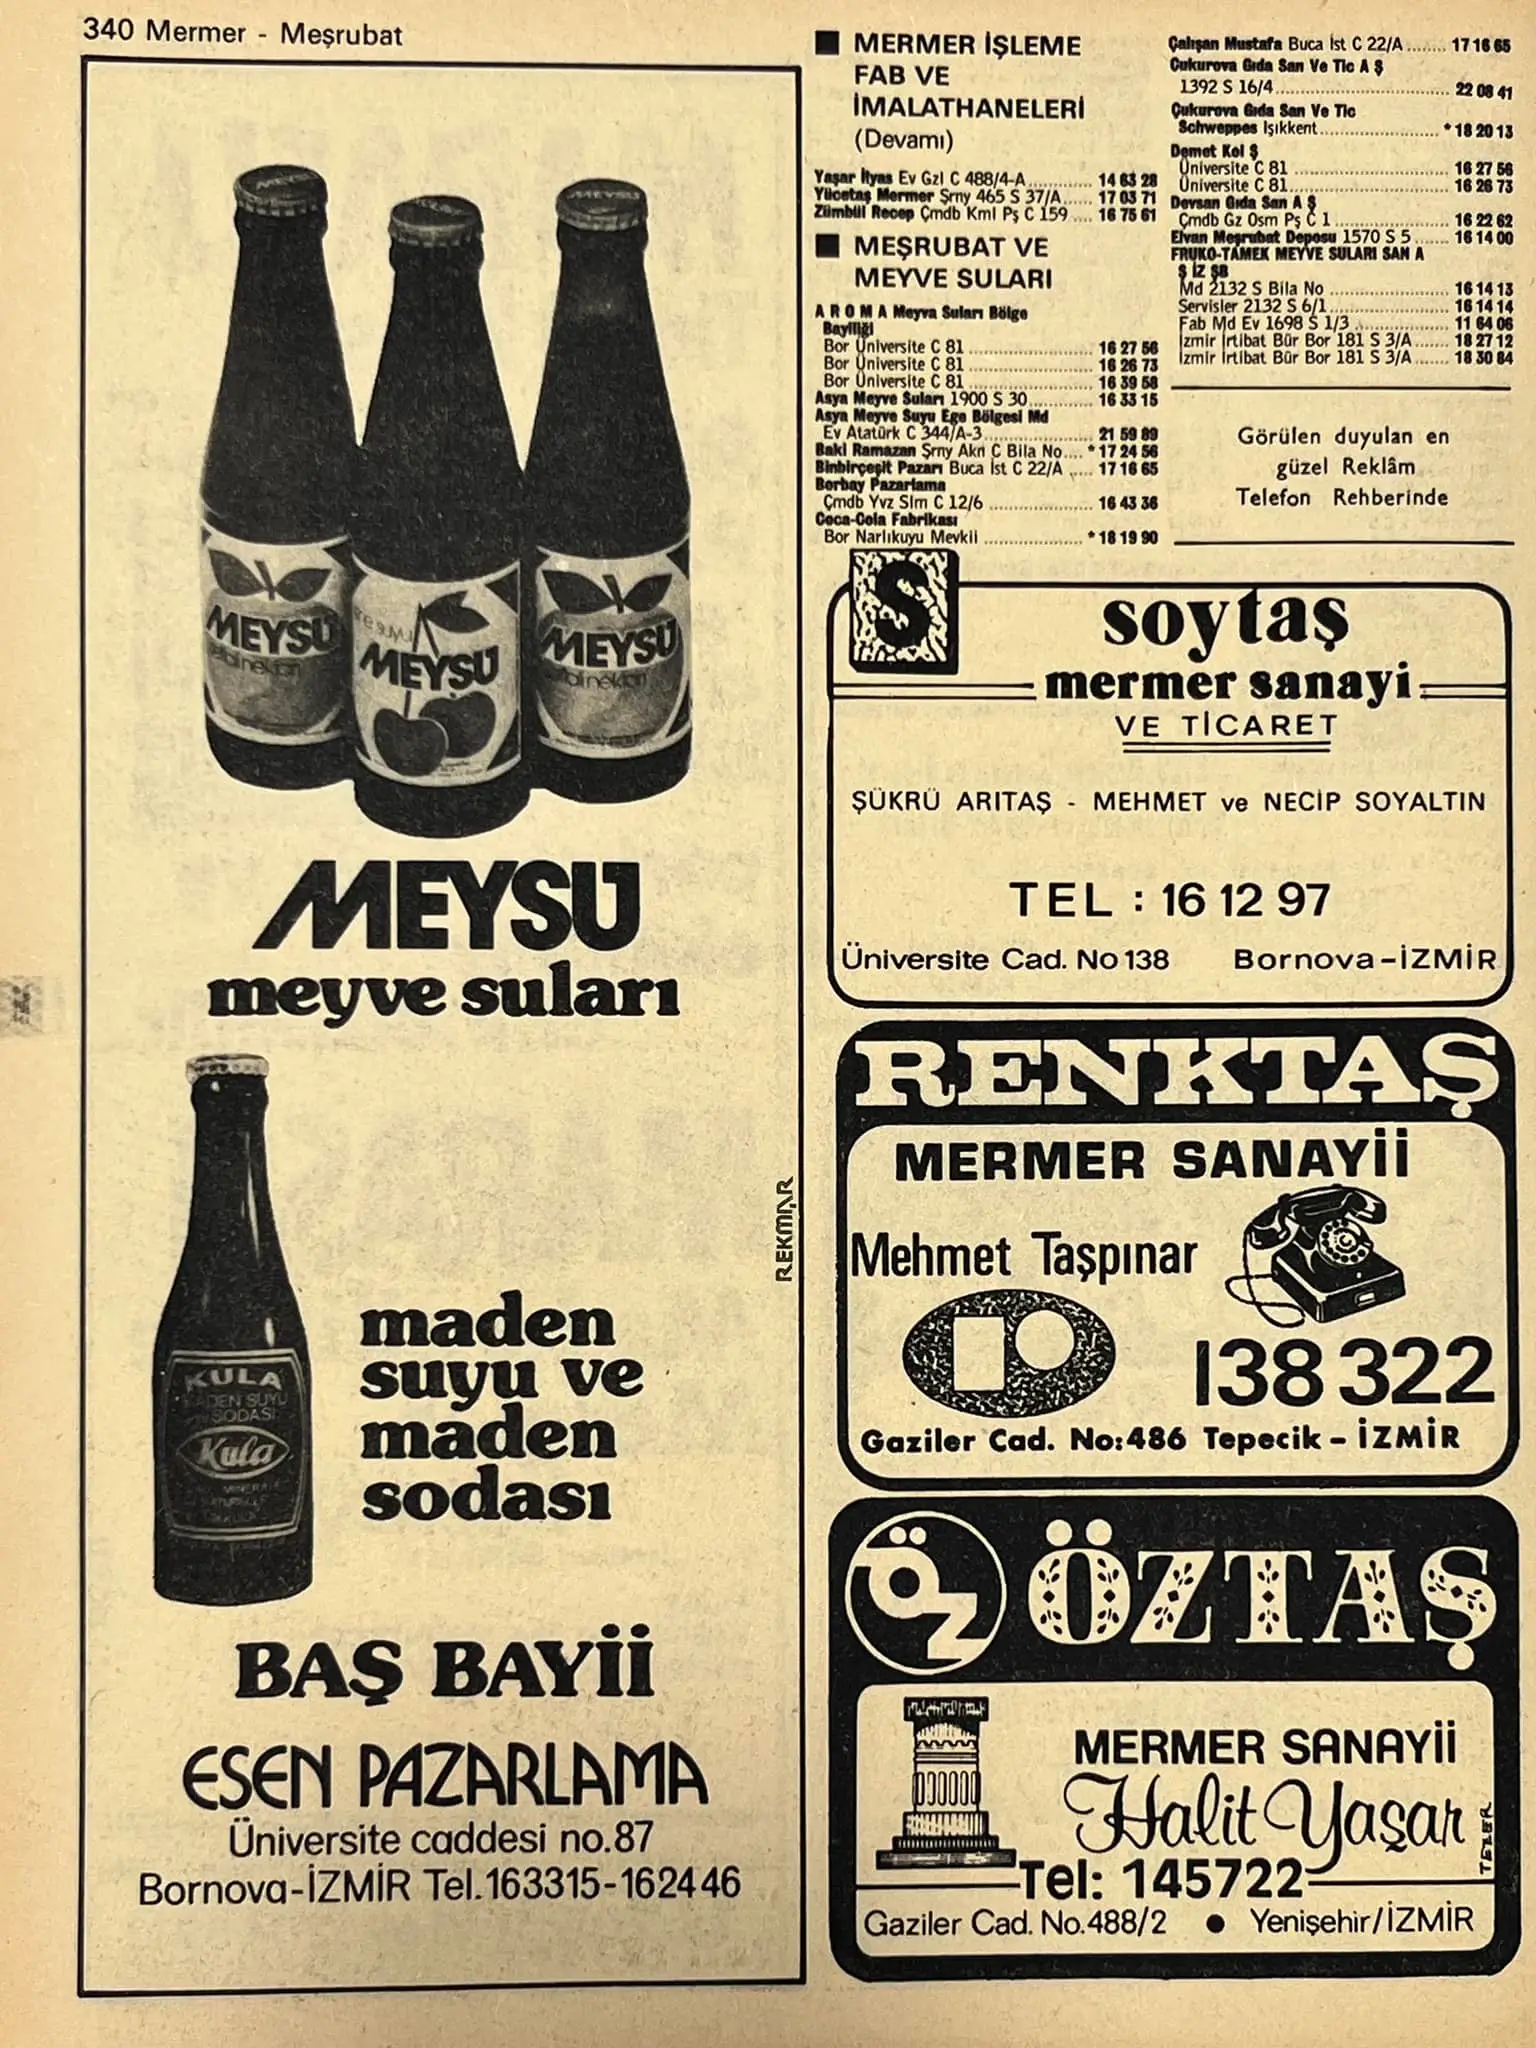 340 Mermer - Meşrubat
MEYSU
MEYSU
MEYSU
MEYSU
meyve suları
KULA
MADEN SUYU
SODASI
Kula
maden
suyu ve
maden
sodası
REKMAR
BAŞ BAYİİ
ESEN PAZARLAMA
Üniversite caddesi no.87
Bornova-İZMİR Tel.163315-162446
MERMER İŞLEME
FAB VE
İMALATHANELERİ
(Devamı)
Yaşar İlyas Ev Gzl C 488/4-A 14 63 28
Yücetaş Mermer Şrny 465 S 37/A 17 03 71
Zümbül Recep Çmdb Kml Pş C 159 16 75 61
MEŞRUBAT VE
MEYVE SULARI
A R O M A Meyva Suları Bölge
Bayiliği
Bor Üniversite C 81 16 27 56
Bor Üniversite C 81 16 26 73
Bor Üniversite C 81 16 39 58
Asya Meyve Suları 1900 S 30 16 33 15
Asya Meyve Suyu Ege Bölgesi Md
Ev Atatürk C 344/A-3 21 59 89
Baki Ramazan Şrny Akn C Bila No *17 24 56
Binbirçeşit Pazarı Buca İst C 22/A 17 16 65
Borbay Pazarlama
Çmdb Yvz Slm C 12/6 16 43 36
Coca-Cola Fabrikası
Bor Narlıkuyu Mevkii *18 19 90
Çalışan Mustafa Buca İst C 22/A 17 16 65
Çukurova Gıda San Ve Tic A Ş
1392 S 16/4 22 08 41
Çukurova Gıda San Ve Tic
Schweppes Işıkkent *18 20 13
Demet Kol Ş
Üniversite C 81 16 27 56
Üniversite C 81 16 26 73
Devsan Gıda San A Ş
Çmdb Gz Osm Pş C 1 16 22 62
Elvan Meşrubat Deposu 1570 S 5 16 14 00
FRUKO-TAMEK MEYVE SULARI SAN A
Ş İZ ŞB
Md 2132 S Bila No 16 14 13
Servisler 2132 S 6/1 16 14 14
Fab Md Ev 1698 S 1/3 11 64 06
İzmir İrtibat Bür Bor 181 S 3/A 18 27 12
İzmir İrtibat Bür Bor 181 S 3/A 18 30 84
Görülen duyulan en
güzel Reklâm
Telefon Rehberinde
S
soytaş
mermer sanayi
VE TİCARET
ŞÜKRÜ ARITAŞ - MEHMET ve NECİP SOYALTIN
TEL : 16 12 97
Üniversite Cad. No 138 Bornova-İZMİR
RENKTAŞ
MERMER SANAYİİ
Mehmet Taşpınar
138 322
Gaziler Cad. No:486 Tepecik - İZMİR
ÖZ ÖZTAŞ
MERMER SANAYİİ
Halit Yaşar
TEZER
Tel: 145722
Gaziler Cad. No.488/2 ● Yenişehir/İZMİR